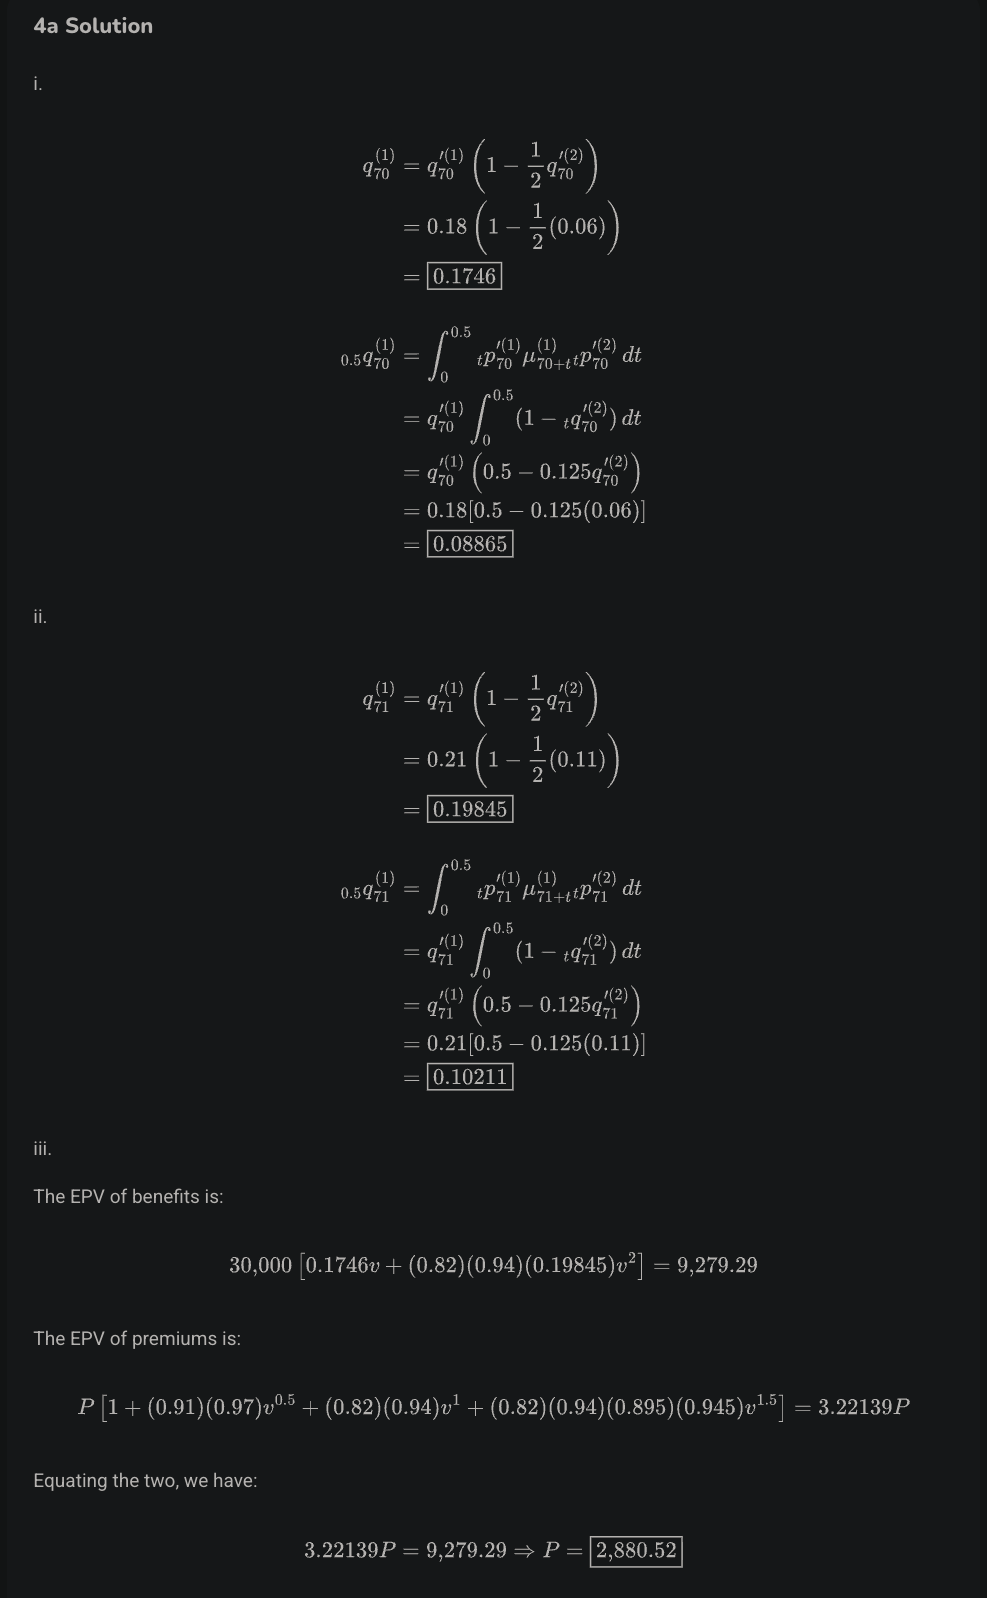 4a Solution
i.
$q_{70}^{(1)} = q_{70}^{\prime(1)} \left(1 - \frac{1}{2} q_{70}^{\prime(2)}\right)$
$= 0.18 \left(1 - \frac{1}{2}(0.06)\right)$
$= \boxed{0.1746}$
${}_{0.5}q_{70}^{(1)} = \int_0^{0.5} {}_tp_{70}^{\prime(1)} \mu_{70+t}^{(1)} {}_tp_{70}^{\prime(2)} \, dt$
$= q_{70}^{\prime(1)} \int_0^{0.5} (1 - {}_tq_{70}^{\prime(2)}) \, dt$
$= q_{70}^{\prime(1)} \left(0.5 - 0.125 q_{70}^{\prime(2)}\right)$
$= 0.18[0.5 - 0.125(0.06)]$
$= \boxed{0.08865}$
ii.
$q_{71}^{(1)} = q_{71}^{\prime(1)} \left(1 - \frac{1}{2} q_{71}^{\prime(2)}\right)$
$= 0.21 \left(1 - \frac{1}{2}(0.11)\right)$
$= \boxed{0.19845}$
${}_{0.5}q_{71}^{(1)} = \int_0^{0.5} {}_tp_{71}^{\prime(1)} \mu_{71+t}^{(1)} {}_tp_{71}^{\prime(2)} \, dt$
$= q_{71}^{\prime(1)} \int_0^{0.5} (1 - {}_tq_{71}^{\prime(2)}) \, dt$
$= q_{71}^{\prime(1)} \left(0.5 - 0.125 q_{71}^{\prime(2)}\right)$
$= 0.21[0.5 - 0.125(0.11)]$
$= \boxed{0.10211}$
iii.
The EPV of benefits is:
$30{,}000 \left[0.1746v + (0.82)(0.94)(0.19845)v^2\right] = 9{,}279.29$
The EPV of premiums is:
$P \left[1 + (0.91)(0.97)v^{0.5} + (0.82)(0.94)v^1 + (0.82)(0.94)(0.895)(0.945)v^{1.5}\right] = 3.22139P$
Equating the two, we have:
$3.22139P = 9{,}279.29 \Rightarrow P = \boxed{2{,}880.52}$